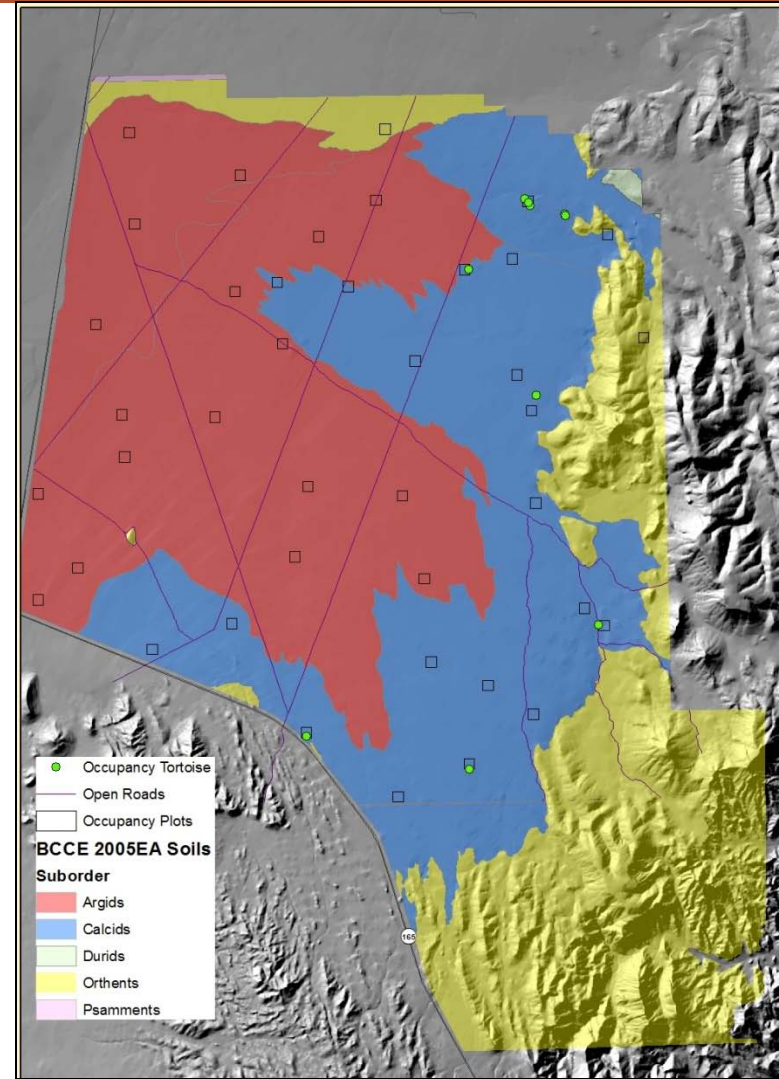 165
Occupancy Tortoise
Open Roads
Occupancy Plots
BCCE 2005EA Soils
Suborder
Argids
Calcids
Durids
Orthents
Psamments